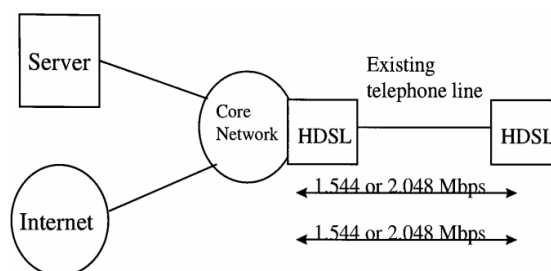 Server
Existing
telephone line
Core
Network
HDSL
HDSL
1.544 or 2.048 Mbps
Internet
1.544 or 2.048 Mbps